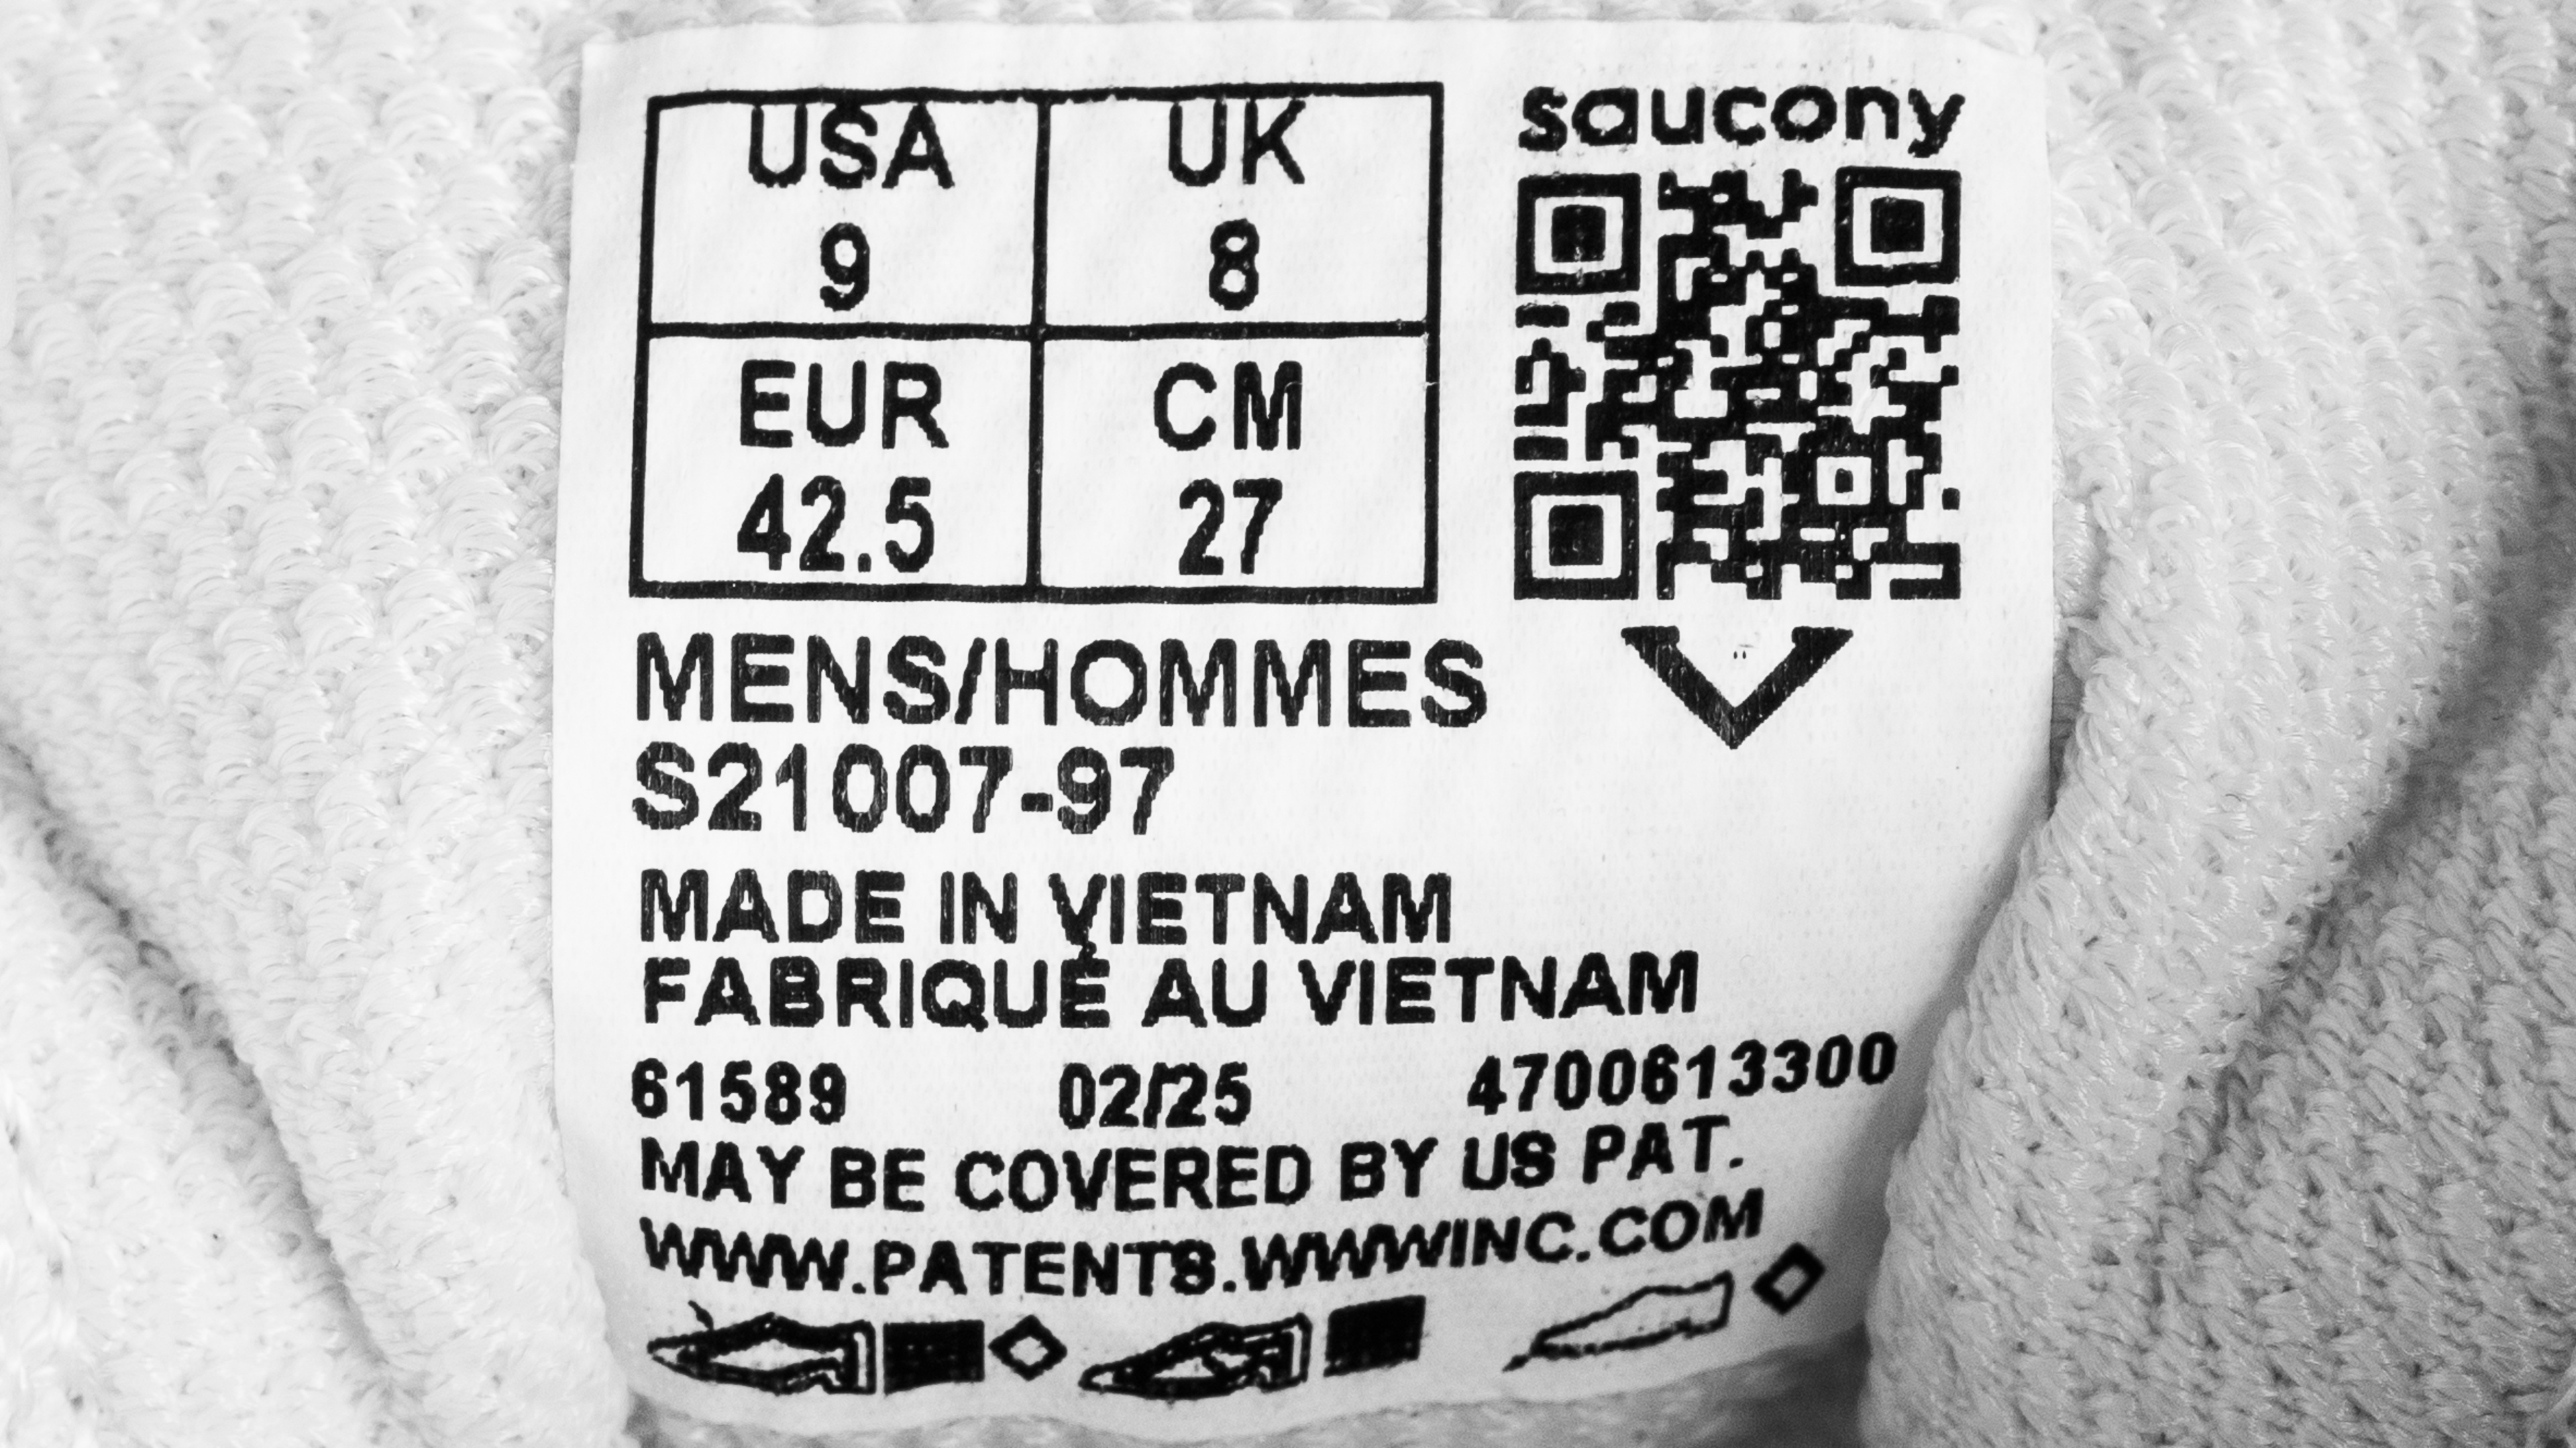 USA UK
9 8
EUR CM
42.5 27
saucony
MENS/HOMMES
S21007-97
MADE IN VIETNAM
FABRIQUÉ AU VIETNAM
61589 02/25 4700613300
MAY BE COVERED BY US PAT.
WWW.PATENTS.WWWINC.COM